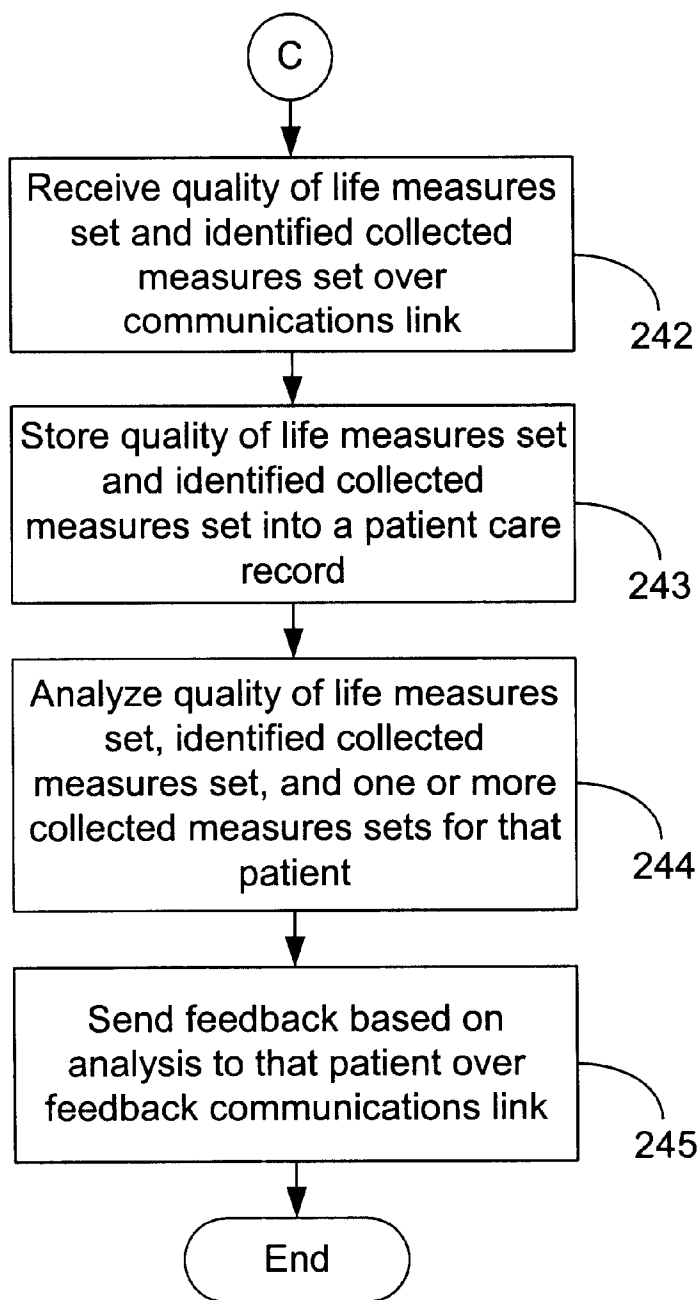 C
Receive quality of life measures
set and identified collected
measures set over
communications link
242
Store quality of life measures set
and identified collected
measures set into a patient care
record
243
Analyze quality of life measures
set, identified collected
measures set, and one or more
collected measures sets for that
patient
244
Send feedback based on
analysis to that patient over
feedback communications link
245
End